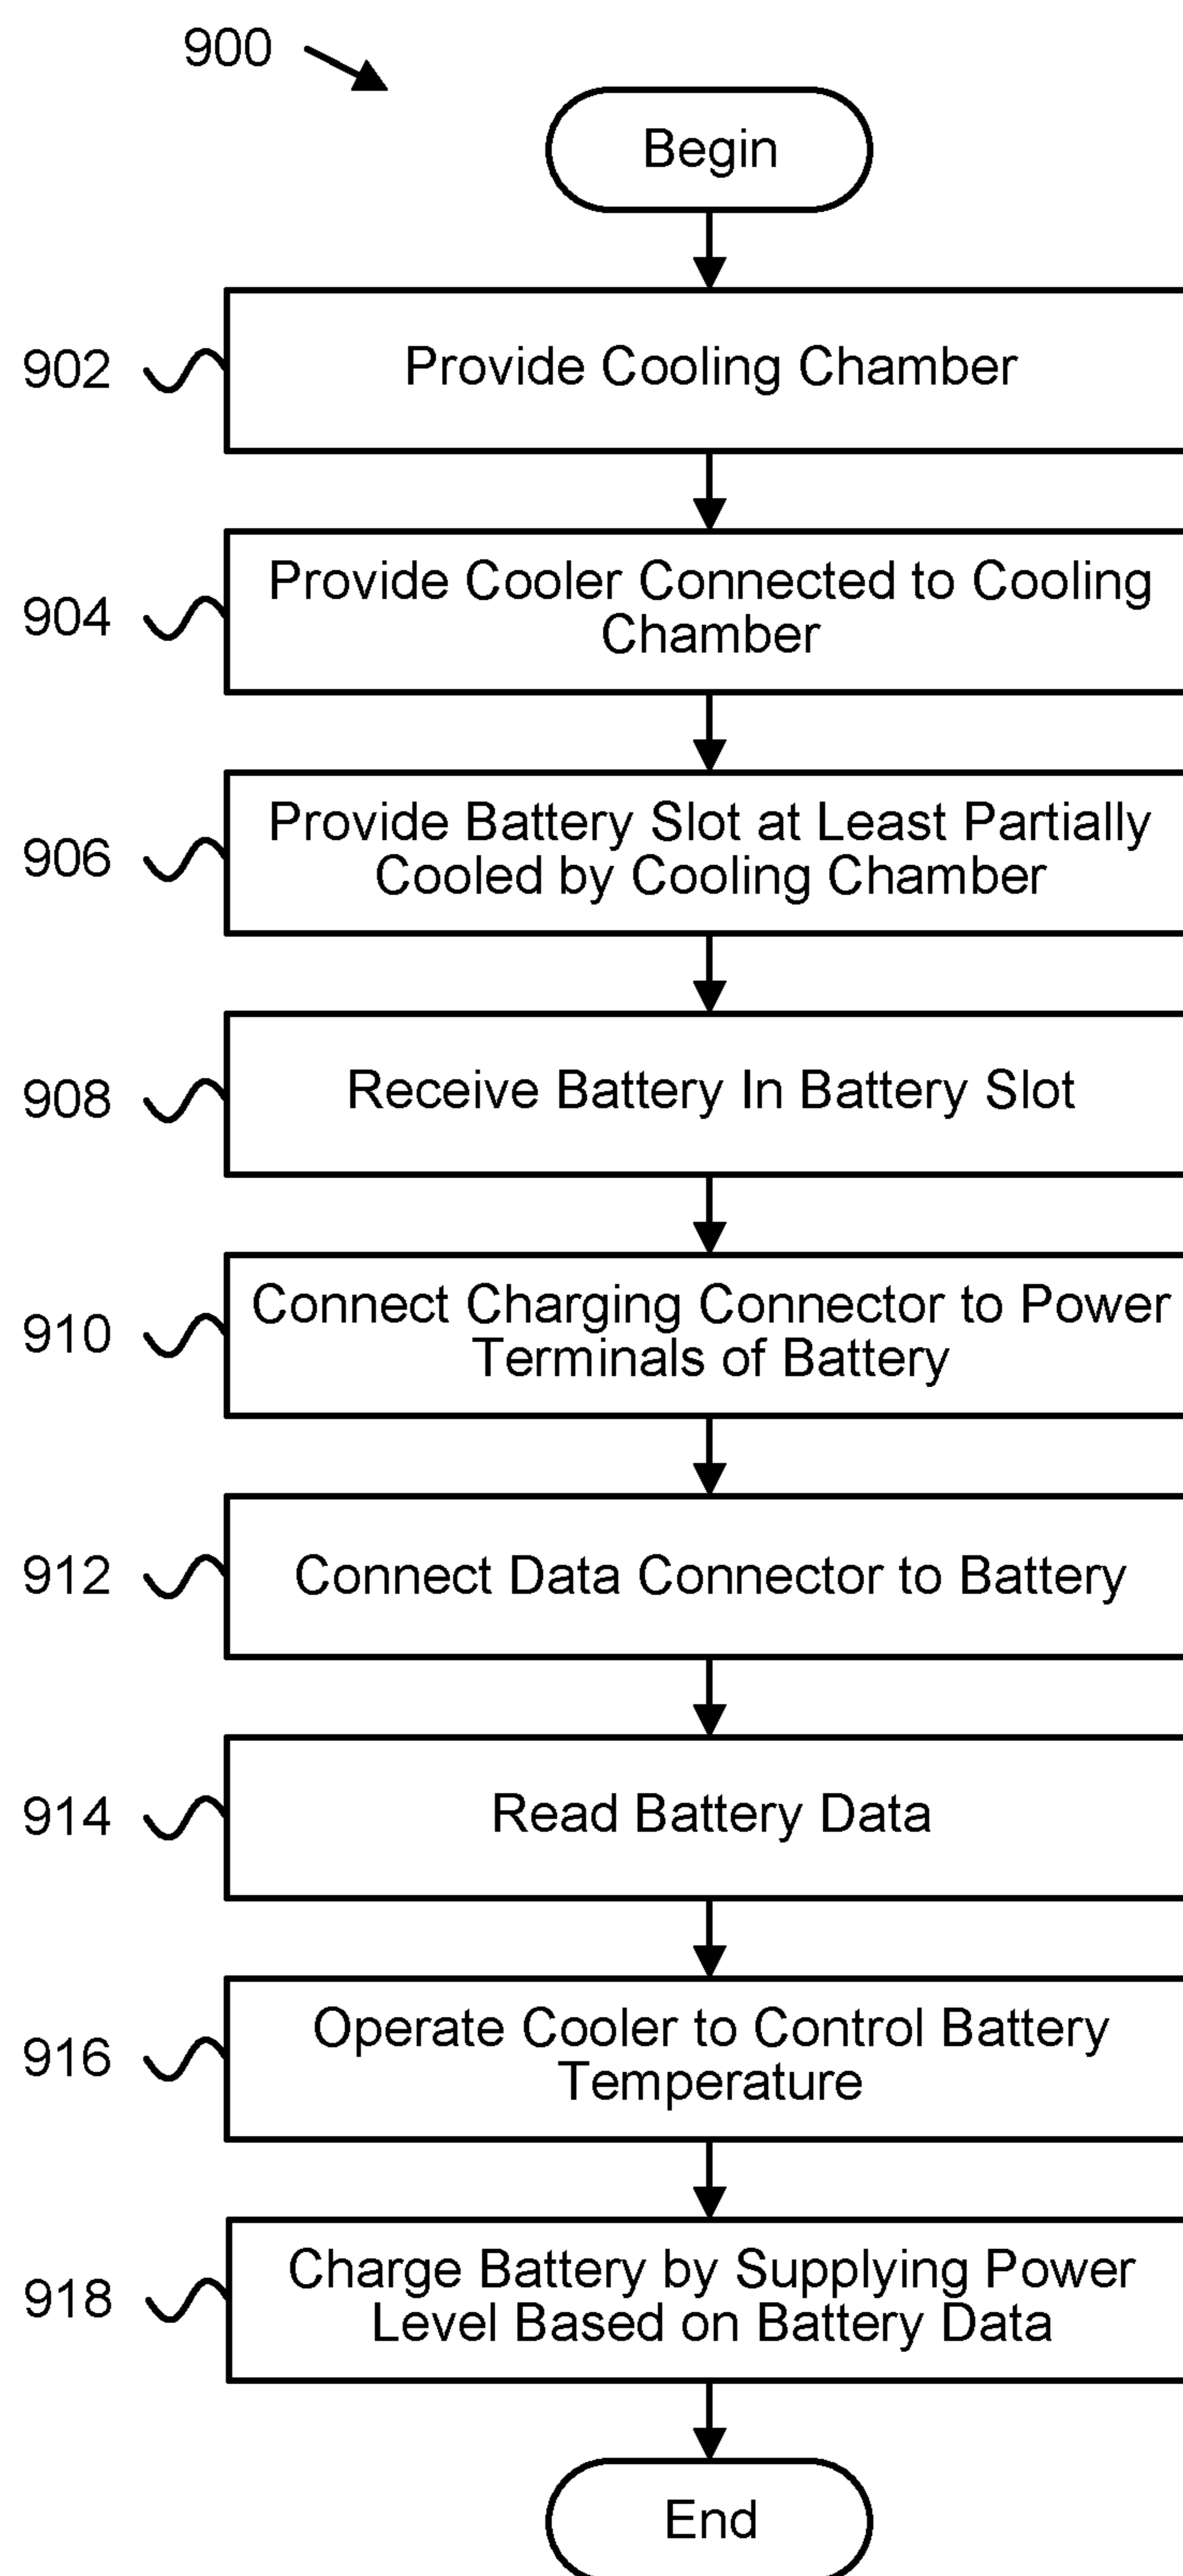 900
Begin
902
Provide Cooling Chamber
904
Provide Cooler Connected to Cooling
Chamber
906
Provide Battery Slot at Least Partially
Cooled by Cooling Chamber
908
Receive Battery In Battery Slot
910
Connect Charging Connector to Power
Terminals of Battery
912
Connect Data Connector to Battery
914
Read Battery Data
916
Operate Cooler to Control Battery
Temperature
918
Charge Battery by Supplying Power
Level Based on Battery Data
End